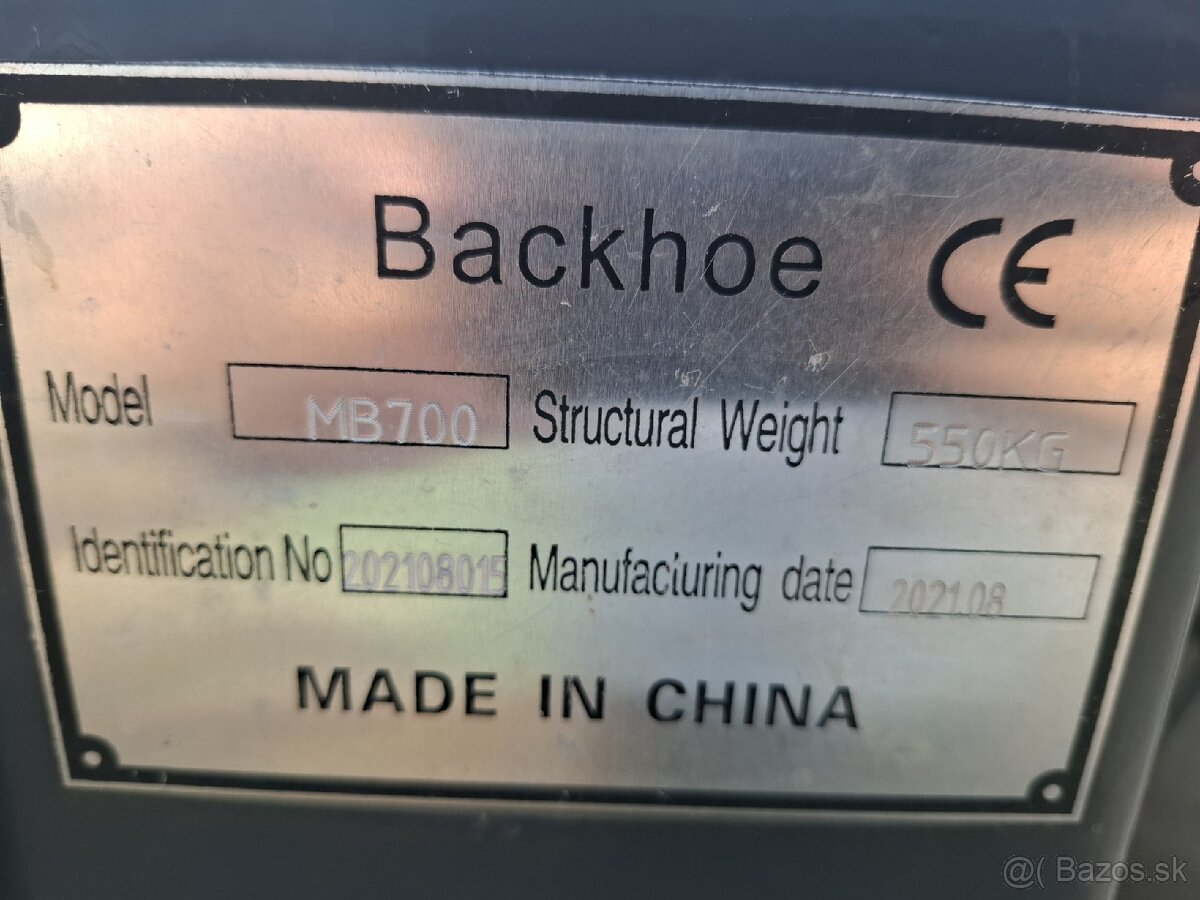 Backhoe CE
Model MB700 Structural Weight 550KG
Identification No 202108015 Manufaciuring date 2021.08
MADE IN CHINA
@( Bazos.sk